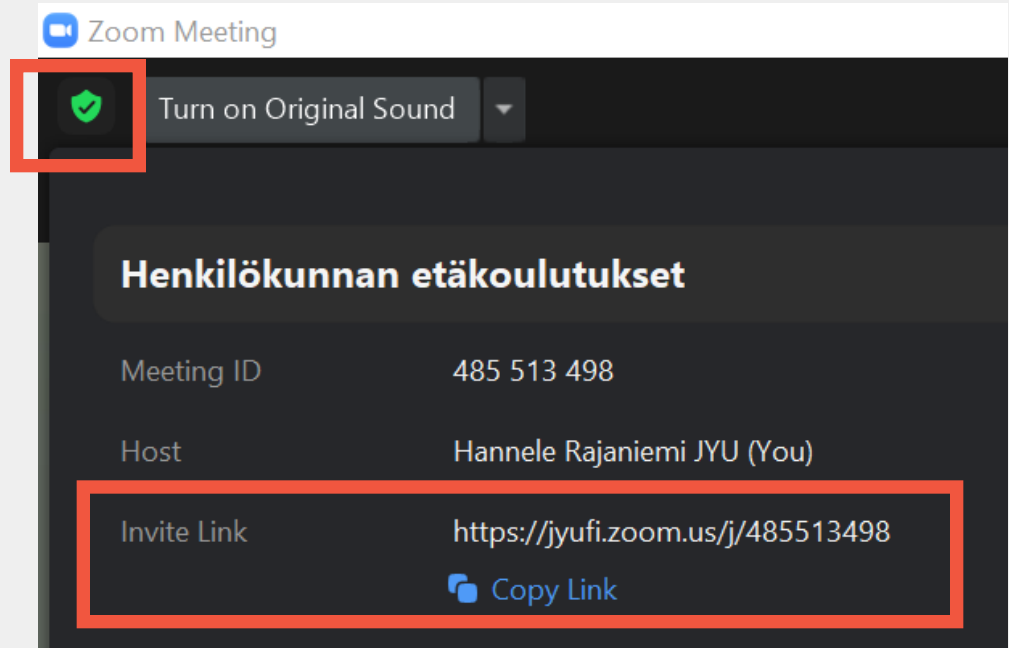 Zoom Meeting
Turn on Original Sound
Henkilökunnan etäkoulutukset
Meeting ID 485 513 498
Host Hannele Rajaniemi JYU (You)
Invite Link https://jyufi.zoom.us/j/485513498
Copy Link